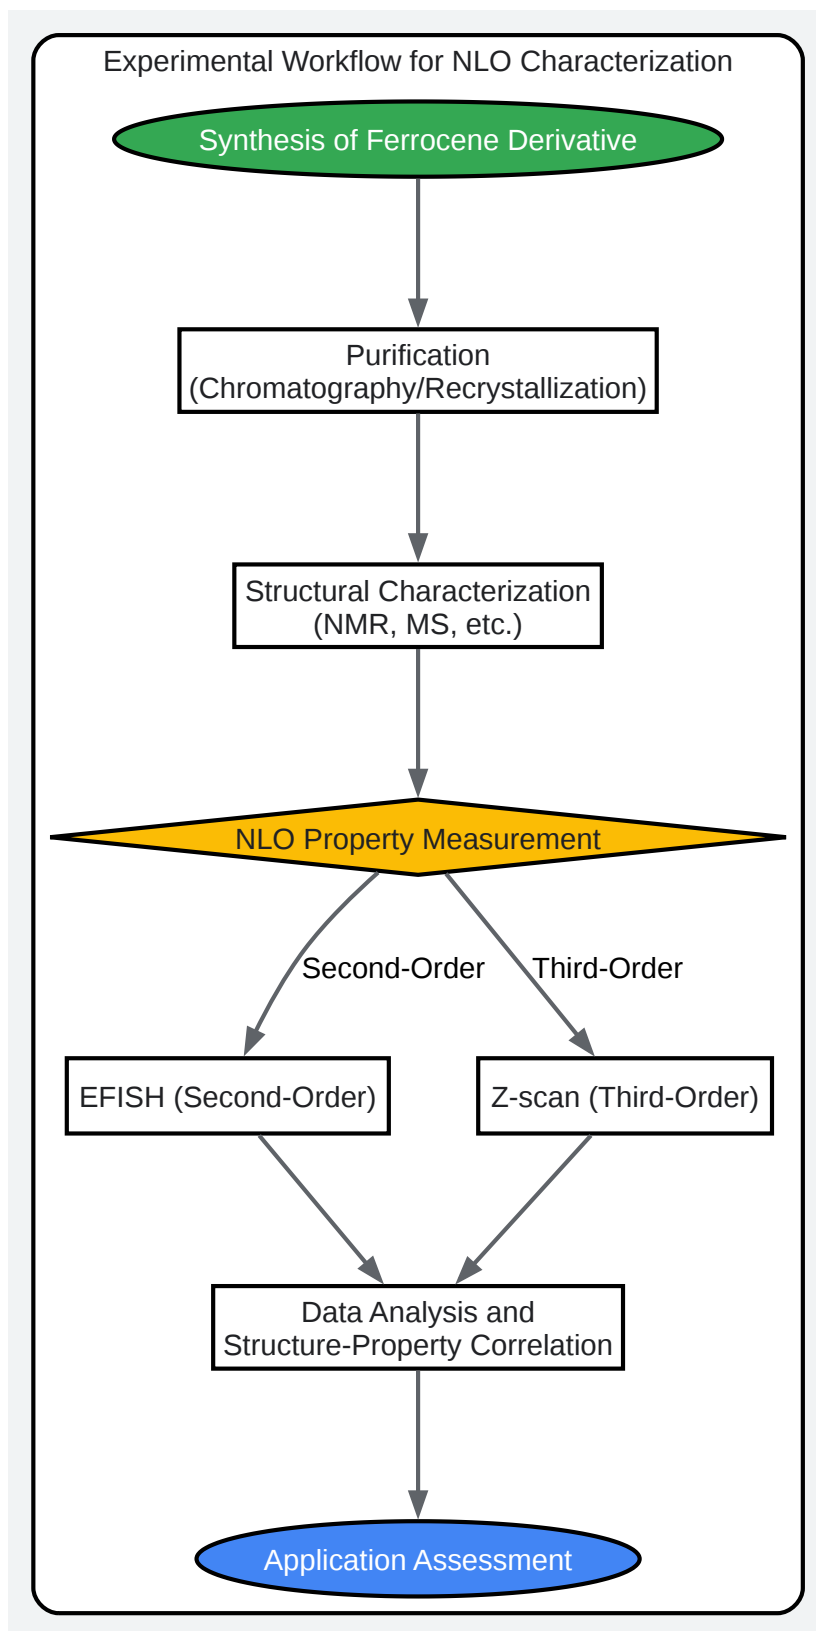 Experimental Workflow for NLO Characterization
Synthesis of Ferrocene Derivative
Purification
(Chromatography/Recrystallization)
Structural Characterization
(NMR, MS, etc.)
NLO Property Measurement
Second-Order
Third-Order
EFISH (Second-Order)
Z-scan (Third-Order)
Data Analysis and
Structure-Property Correlation
Application Assessment